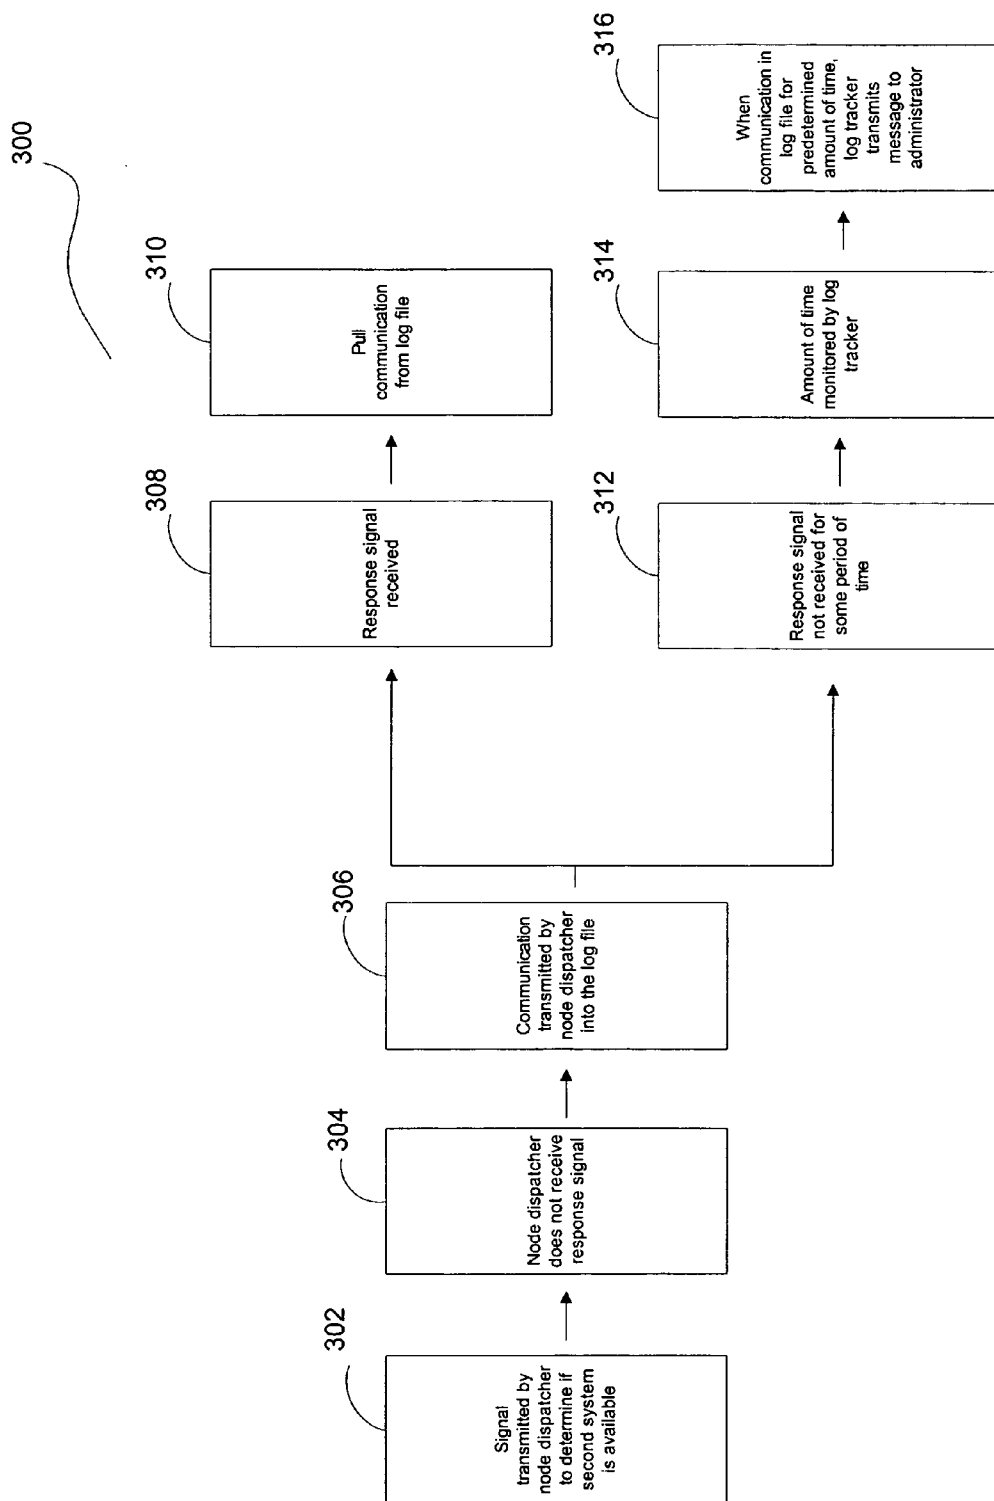 300
302
Signal
transmitted by
node dispatcher
to determine if
second system
is available
304
Node dispatcher
does not receive
response signal
306
Communication
transmitted by
node dispatcher
into the log file
308
Response signal
received
310
Pull
communication
from log file
312
Response signal
not received for
some period of
time
314
Amount of time
monitored by log
tracker
316
When
communication in
log file for
predetermined
amount of time,
log tracker
transmits
message to
administrator